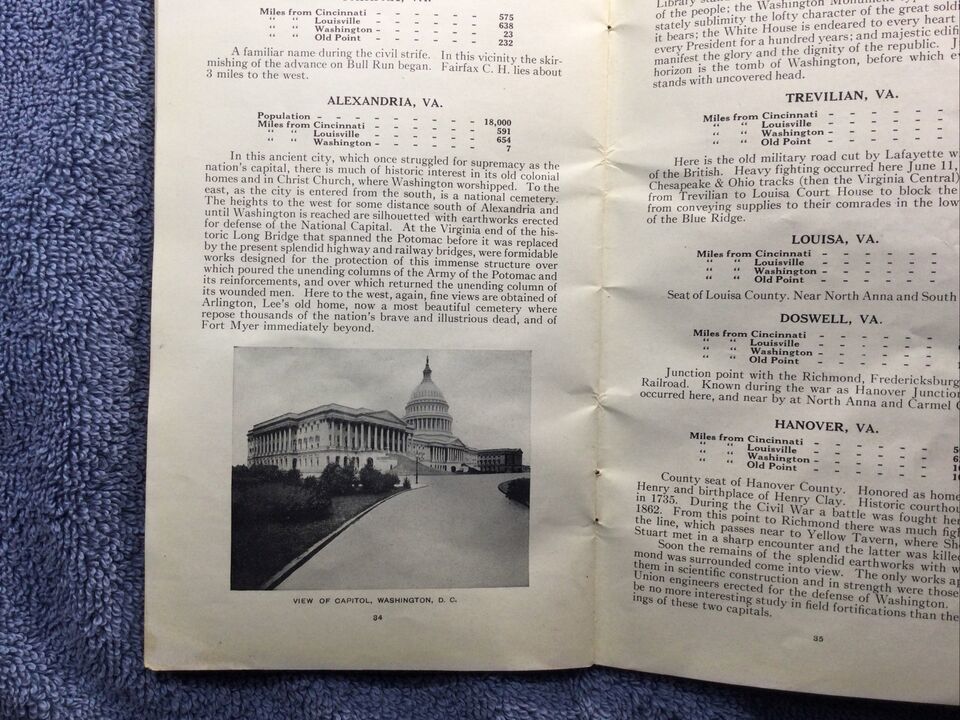 Miles from Cincinnati - - - - - - 575
“ “ Louisville - - - - - - 638
“ “ Washington - - - - - - 23
“ “ Old Point - - - - - - 232
A familiar name during the civil strife. In this vicinity the skir-
mishing of the advance on Bull Run began. Fairfax C. H. lies about
3 miles to the west.
ALEXANDRIA, VA.
Population - - - - - - - - 18,000
Miles from Cincinnati - - - - - - 591
“ “ Louisville - - - - - - 654
“ “ Washington - - - - - - 7
In this ancient city, which once struggled for supremacy as the
nation's capital, there is much of historic interest in its old colonial
homes and in Christ Church, where Washington worshipped. To the
east, as the city is entered from the south, is a national cemetery.
The heights to the west for some distance south of Alexandria and
until Washington is reached are silhouetted with earthworks erected
for defense of the National Capital. At the Virginia end of the his-
toric Long Bridge that spanned the Potomac before it was replaced
by the present splendid highway and railway bridges, were formidable
works designed for the protection of this immense structure over
which poured the unending columns of the Army of the Potomac and
its reinforcements, and over which returned the unending column of
its wounded men. Here to the west, again, fine views are obtained of
Arlington, Lee's old home, now a most beautiful cemetery where
repose thousands of the nation's brave and illustrious dead, and of
Fort Myer immediately beyond.
VIEW OF CAPITOL, WASHINGTON, D. C.
34
of the people; the Washington Monument
stately sublimity the lofty character of the great
it bears; the White House is endeared to every heart
every President for a hundred years; and majestic
manifest the glory and the dignity of the republic.
horizon is the tomb of Washington, before which
stands with uncovered head.
TREVILIAN, VA.
Miles from Cincinnati - - - - -
“ “ Louisville - - - - -
“ “ Washington - - - - -
“ “ Old Point - - - - -
Here is the old military road cut by Lafayette
of the British. Heavy fighting occurred here June 11,
Chesapeake & Ohio tracks (then the Virginia Central)
from Trevilian to Louisa Court House to block the
from conveying supplies to their comrades in the
of the Blue Ridge.
LOUISA, VA.
Miles from Cincinnati - - - - -
“ “ Louisville - - - - -
“ “ Washington - - - - -
“ “ Old Point - - - - -
Seat of Louisa County. Near North Anna and South
DOSWELL, VA.
Miles from Cincinnati - - - - -
“ “ Louisville - - - - -
“ “ Washington - - - - -
“ “ Old Point - - - - -
Junction point with the Richmond, Fredericksburg
Railroad. Known during the war as Hanover Junction
occurred here, and near by at North Anna and Carmel
HANOVER, VA.
Miles from Cincinnati - - - - -
“ “ Louisville - - - - -
“ “ Washington - - - - -
“ “ Old Point - - - - -
County seat of Hanover County. Honored as home
Henry and birthplace of Henry Clay. Historic
in 1735. During the Civil War a battle was fought
1862. From this point to Richmond there was much
the line, which passes near to Yellow Tavern, where
Stuart met in a sharp encounter and the latter was killed
Soon the remains of the splendid earthworks with
mond was surrounded come into view. The only works
them in scientific construction and in strength were those
Union engineers erected for the defense of Washington.
be no more interesting study in field fortifications than the
ings of these two capitals.
35